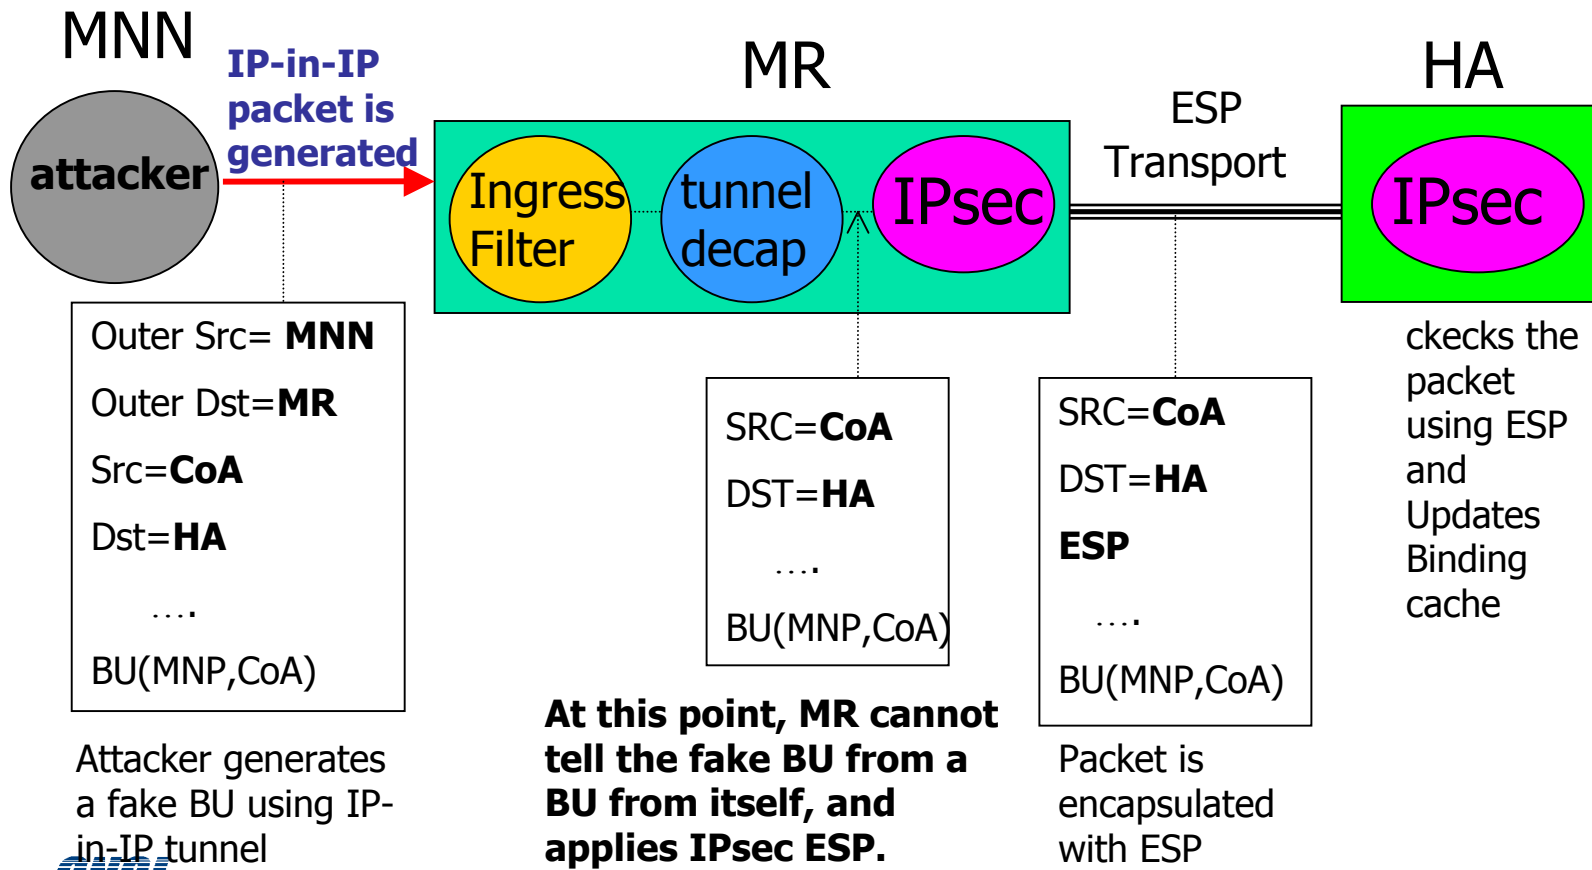 MNN
IP-in-IP
packet is
generated
attacker
MR
Ingress
Filter
tunnel
decap
IPsec
ESP
Transport
HA
IPsec
Outer Src= MNN
Outer Dst=MR
Src=CoA
Dst=HA
....
BU(MNP,CoA)
Attacker generates
a fake BU using IP-
in-IP tunnel
SRC=CoA
DST=HA
....
BU(MNP,CoA)
At this point, MR cannot
tell the fake BU from a
BU from itself, and
applies IPsec ESP.
SRC=CoA
DST=HA
ESP
....
BU(MNP,CoA)
Packet is
encapsulated
with ESP
ckecks the
packet
using ESP
and
Updates
Binding
cache